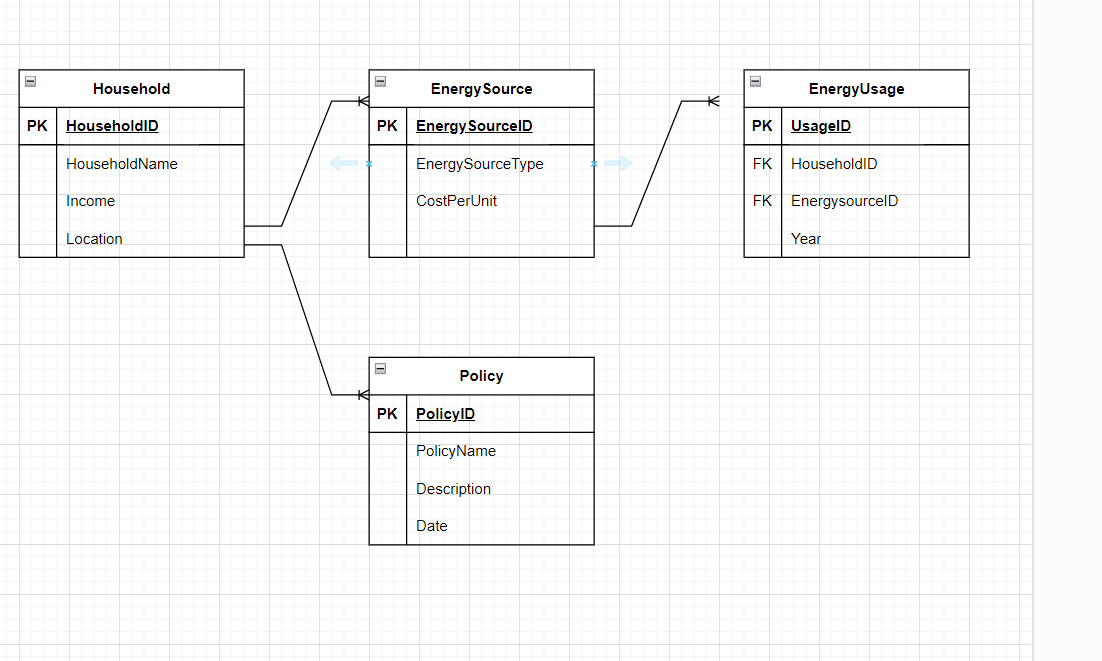 Household
PK HouseholdID
HouseholdName
Income
Location
EnergySource
PK EnergySourceID
EnergySourceType
CostPerUnit
EnergyUsage
PK UsageID
FK HouseholdID
FK EnergysourceID
Year
Policy
PK PolicyID
PolicyName
Description
Date